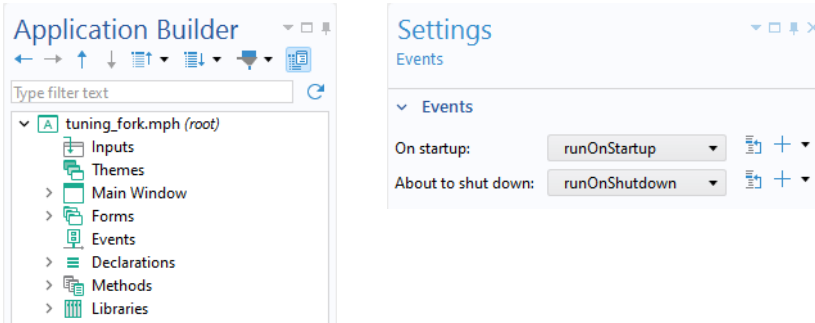 Application Builder
Type filter text
A tuning_fork.mph (root)
Inputs
Themes
Main Window
Forms
Events
Declarations
Methods
Libraries
Settings
Events
Events
On startup: runOnStartup
About to shut down: runOnShutdown